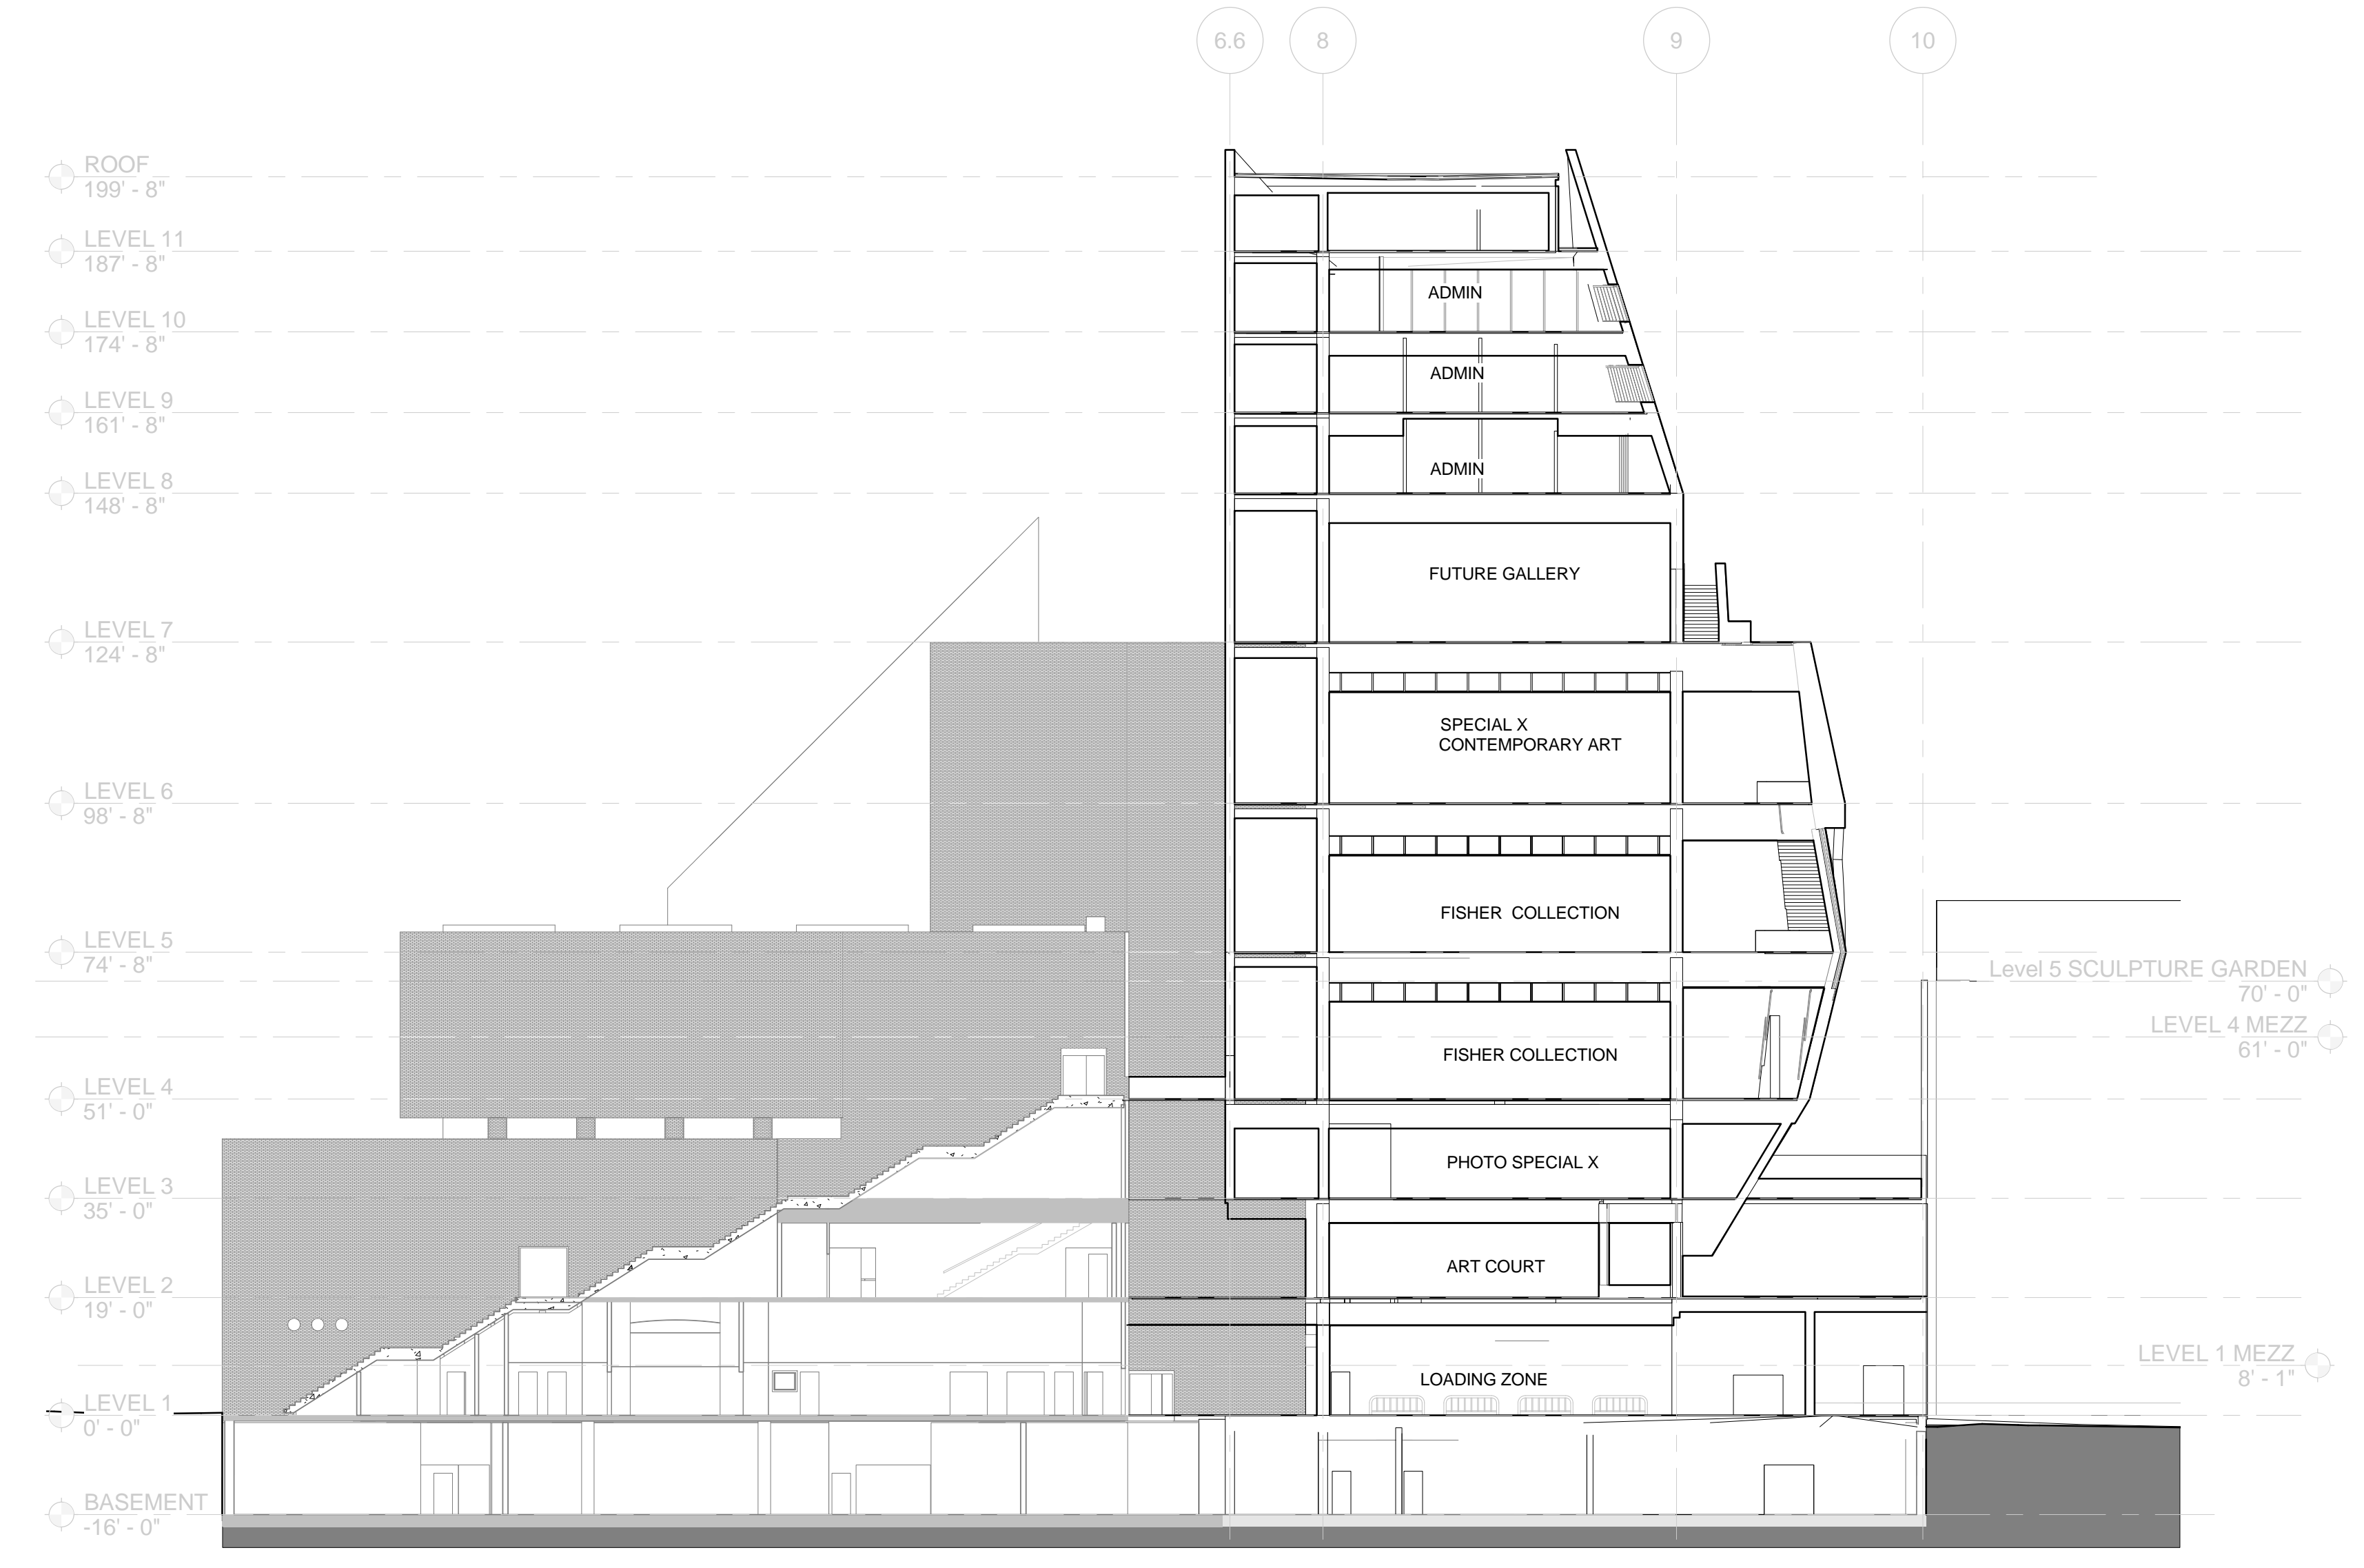 6.6
8
9
10
ROOF
199' - 8"
LEVEL 11
187' - 8"
ADMIN
LEVEL 10
174' - 8"
ADMIN
LEVEL 9
161' - 8"
ADMIN
LEVEL 8
148' - 8"
FUTURE GALLERY
LEVEL 7
124' - 8"
SPECIAL X
CONTEMPORARY ART
LEVEL 6
98' - 8"
FISHER COLLECTION
LEVEL 5
74' - 8"
Level 5 SCULPTURE GARDEN
70' - 0"
LEVEL 4 MEZZ
61' - 0"
FISHER COLLECTION
LEVEL 4
51' - 0"
PHOTO SPECIAL X
LEVEL 3
35' - 0"
ART COURT
LEVEL 2
19' - 0"
LEVEL 1 MEZZ
8' - 1"
LOADING ZONE
LEVEL 1
0' - 0"
BASEMENT
-16' - 0"